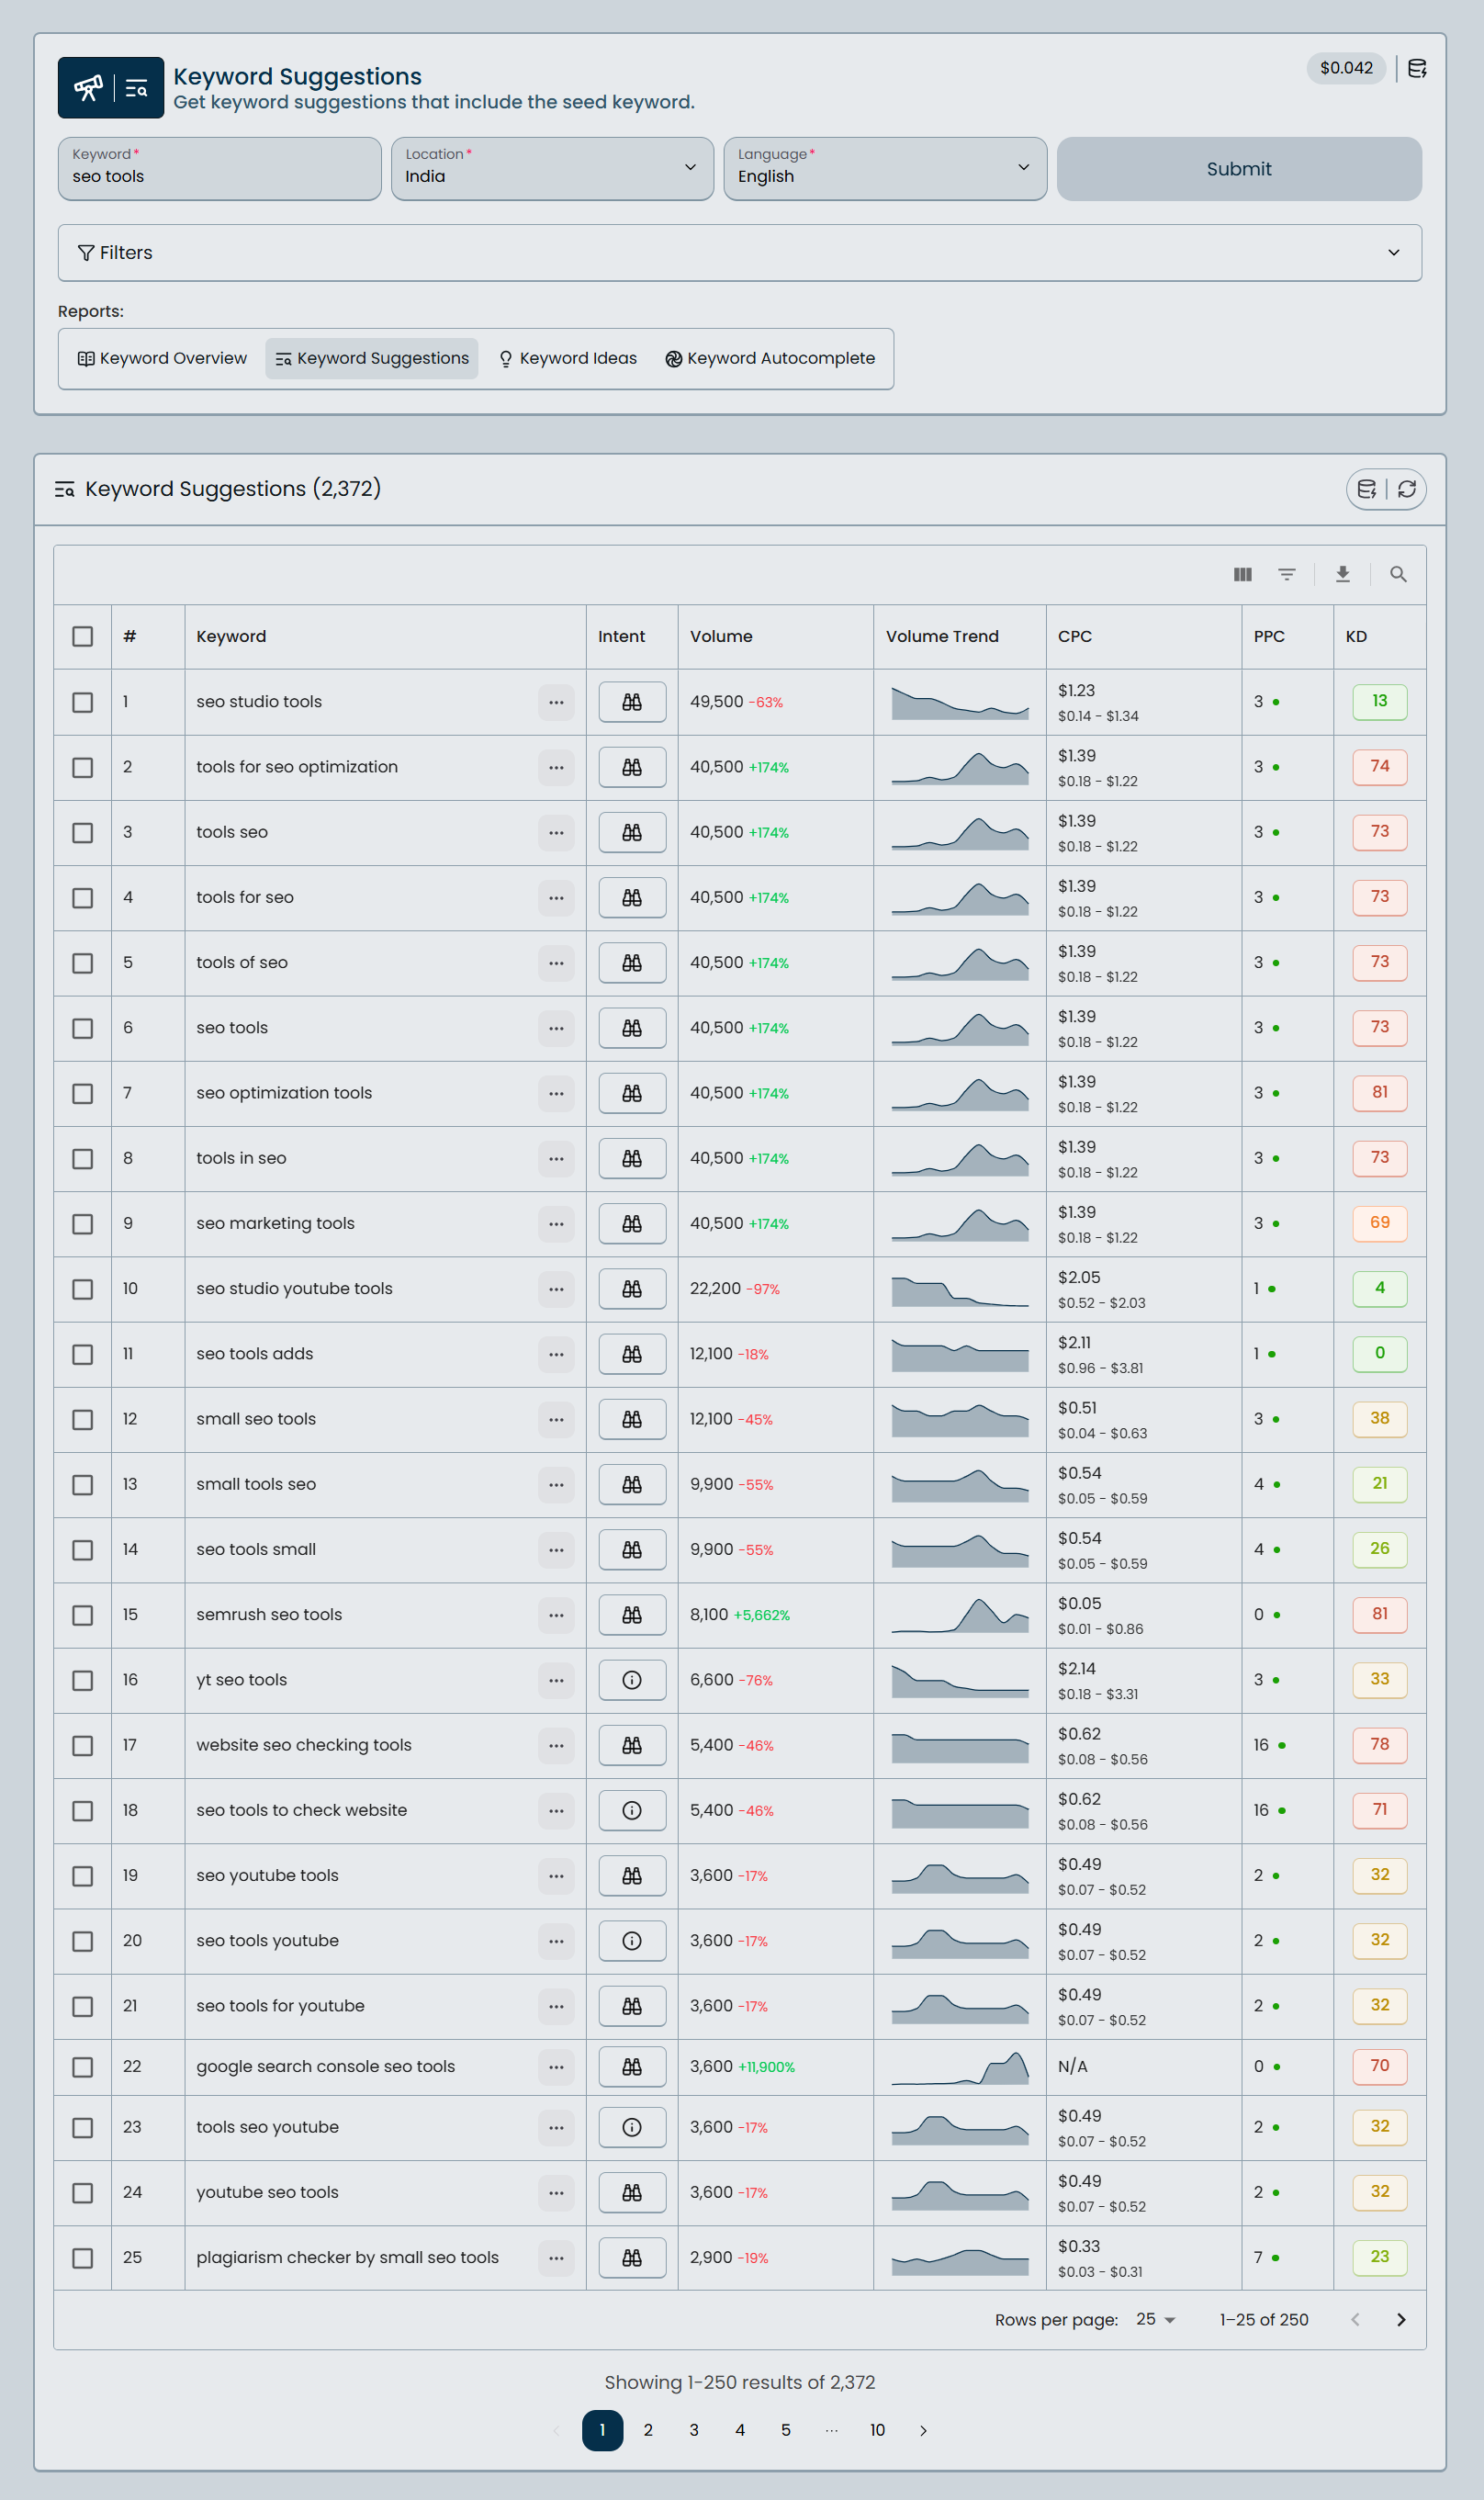 Keyword Suggestions
Get keyword suggestions that include the seed keyword.
$0.042
Keyword*
seo tools
Location*
India
Language*
English
Submit
Filters
Reports:
Keyword Overview Keyword Suggestions Keyword Ideas Keyword Autocomplete
Keyword Suggestions (2,372)
# Keyword Intent Volume Volume Trend CPC PPC KD
1 seo studio tools ... 49,500 -63% $1.23 3 13
$0.14 - $1.34
2 tools for seo optimization ... 40,500 +174% $1.39 3 74
$0.18 - $1.22
3 tools seo ... 40,500 +174% $1.39 3 73
$0.18 - $1.22
4 tools for seo ... 40,500 +174% $1.39 3 73
$0.18 - $1.22
5 tools of seo ... 40,500 +174% $1.39 3 73
$0.18 - $1.22
6 seo tools ... 40,500 +174% $1.39 3 73
$0.18 - $1.22
7 seo optimization tools ... 40,500 +174% $1.39 3 81
$0.18 - $1.22
8 tools in seo ... 40,500 +174% $1.39 3 73
$0.18 - $1.22
9 seo marketing tools ... 40,500 +174% $1.39 3 69
$0.18 - $1.22
10 seo studio youtube tools ... 22,200 -97% $2.05 1 4
$0.52 - $2.03
11 seo tools adds ... 12,100 -18% $2.11 1 0
$0.96 - $3.81
12 small seo tools ... 12,100 -45% $0.51 3 38
$0.04 - $0.63
13 small tools seo ... 9,900 -55% $0.54 4 21
$0.05 - $0.59
14 seo tools small ... 9,900 -55% $0.54 4 26
$0.05 - $0.59
15 semrush seo tools ... 8,100 +5,662% $0.05 0 81
$0.01 - $0.86
16 yt seo tools ... 6,600 -76% $2.14 3 33
$0.18 - $3.31
17 website seo checking tools ... 5,400 -46% $0.62 16 78
$0.08 - $0.56
18 seo tools to check website ... 5,400 -46% $0.62 16 71
$0.08 - $0.56
19 seo youtube tools ... 3,600 -17% $0.49 2 32
$0.07 - $0.52
20 seo tools youtube ... 3,600 -17% $0.49 2 32
$0.07 - $0.52
21 seo tools for youtube ... 3,600 -17% $0.49 2 32
$0.07 - $0.52
22 google search console seo tools ... 3,600 +11,900% N/A 0 70
23 tools seo youtube ... 3,600 -17% $0.49 2 32
$0.07 - $0.52
24 youtube seo tools ... 3,600 -17% $0.49 2 32
$0.07 - $0.52
25 plagiarism checker by small seo tools ... 2,900 -19% $0.33 7 23
$0.03 - $0.31
Rows per page: 25 1–25 of 250
Showing 1-250 results of 2,372
1 2 3 4 5 ... 10